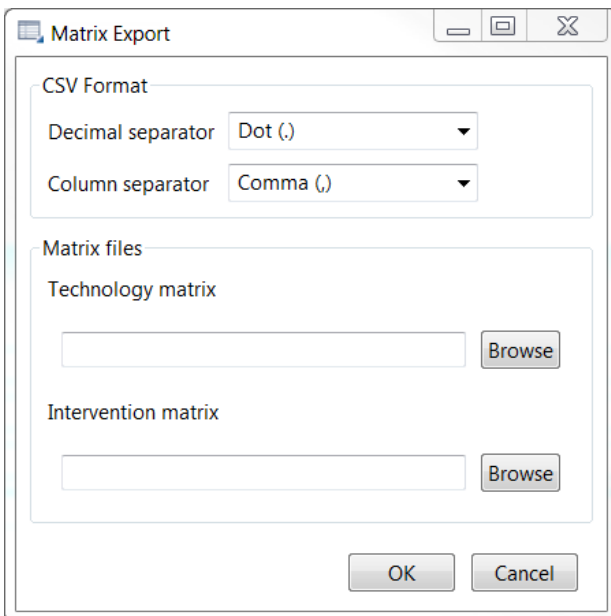 Matrix Export
CSV Format
Decimal separator Dot (.)
Column separator Comma (,)
Matrix files
Technology matrix
Browse
Intervention matrix
Browse
OK Cancel